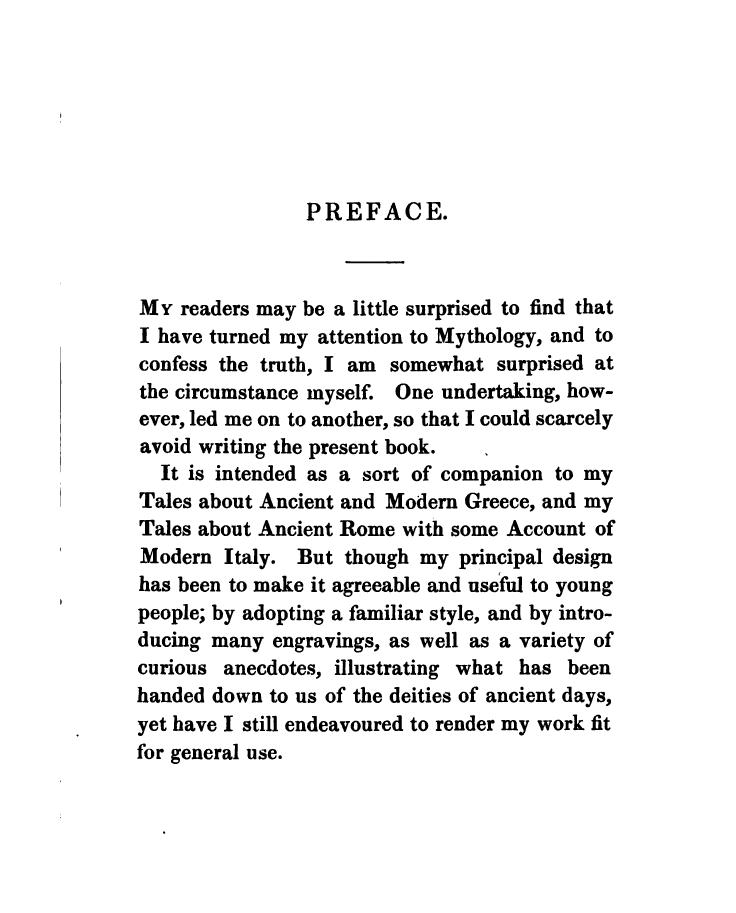 PREFACE.
MY readers may be a little surprised to find that
I have turned my attention to Mythology, and to
confess the truth, I am somewhat surprised at
the circumstance myself. One undertaking, how-
ever, led me on to another, so that I could scarcely
avoid writing the present book.
It is intended as a sort of companion to my
Tales about Ancient and Modern Greece, and my
Tales about Ancient Rome with some Account of
Modern Italy. But though my principal design
has been to make it agreeable and useful to young
people; by adopting a familiar style, and by intro-
ducing many engravings, as well as a variety of
curious anecdotes, illustrating what has been
handed down to us of the deities of ancient days,
yet have I still endeavoured to render my work fit
for general use.